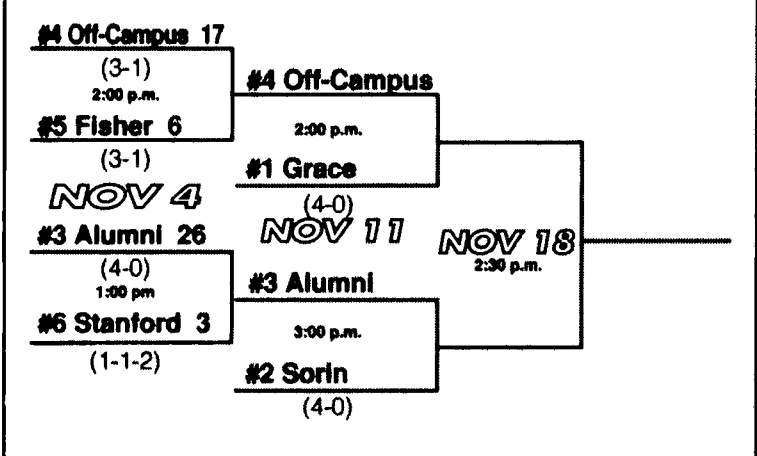 #4 Off-Campus 17
(3-1)
2:00 p.m.
#5 Fisher 6
(3-1)
NOV 4
#3 Alumni 26
(4-0)
1:00 pm
#6 Stanford 3
(1-1-2)
#4 Off-Campus
2:00 p.m.
#1 Grace
(4-0)
NOV 11
#3 Alumni
3:00 p.m.
#2 Sorin
(4-0)
NOV 18
2:30 p.m.